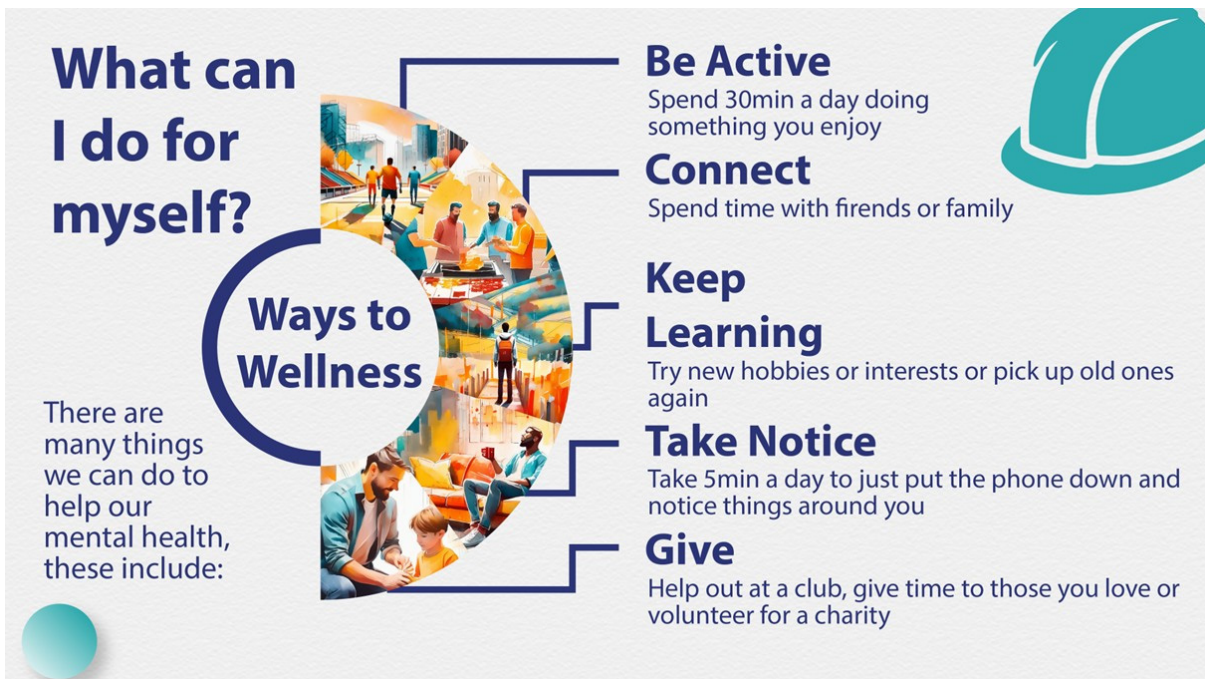 What can
I do for
myself?
Ways to
Wellness
There are
many things
we can do to
help our
mental health,
these include:
Be Active
Spend 30min a day doing
something you enjoy
Connect
Spend time with firends or family
Keep
Learning
Try new hobbies or interests or pick up old ones
again
Take Notice
Take 5min a day to just put the phone down and
notice things around you
Give
Help out at a club, give time to those you love or
volunteer for a charity